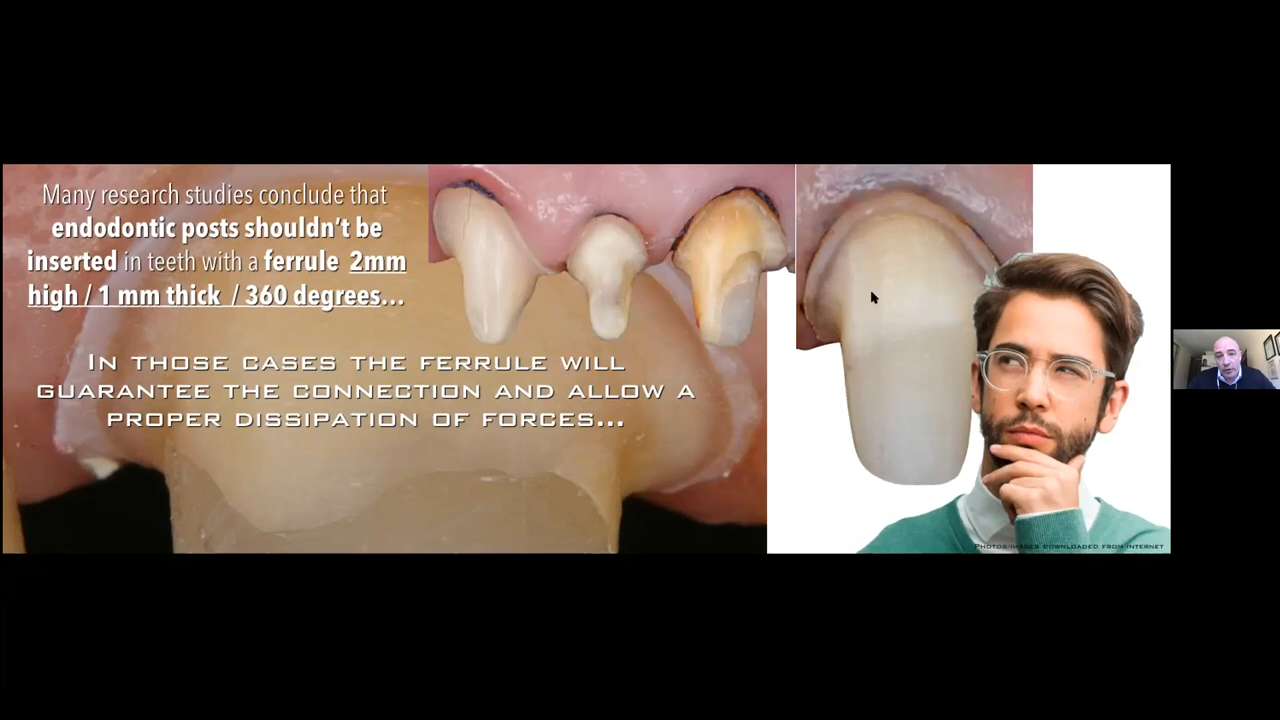 Many research studies conclude that
endodontic posts shouldn't be
inserted in teeth with a ferrule 2mm
high / 1 mm thick / 360 degrees...
In those cases the ferrule will
guarantee the connection and allow a
proper dissipation of forces...
Photos/images downloaded from internet